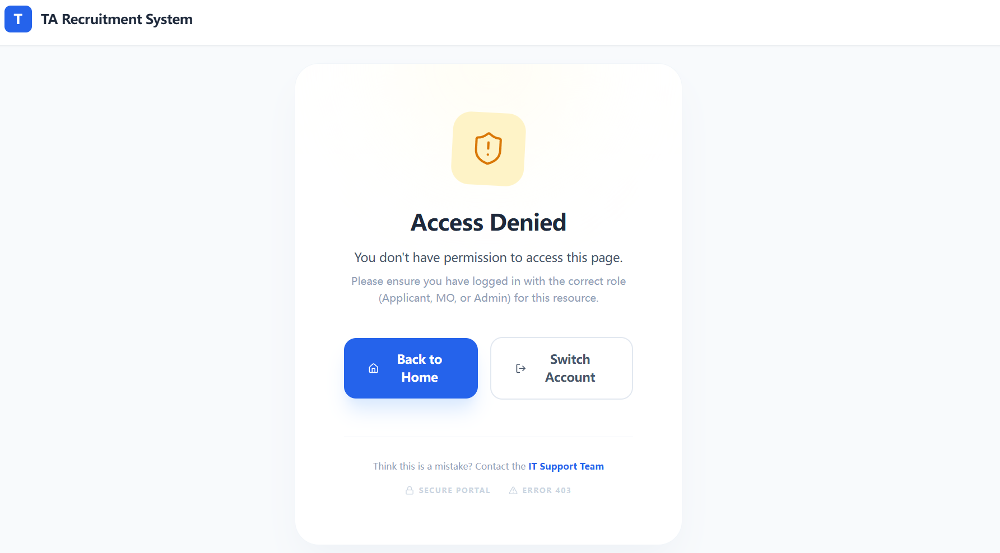 T
TA Recruitment System
Access Denied
You don't have permission to access this page.
Please ensure you have logged in with the correct role
(Applicant, MO, or Admin) for this resource.
Back to
Home
Switch
Account
Think this is a mistake? Contact the IT Support Team
SECURE PORTAL
ERROR 403